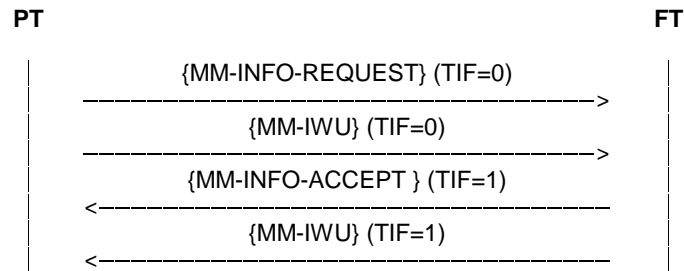 PT FT
{MM-INFO-REQUEST} (TIF=0)
{MM-IWU} (TIF=0)
{MM-INFO-ACCEPT } (TIF=1)
{MM-IWU} (TIF=1)